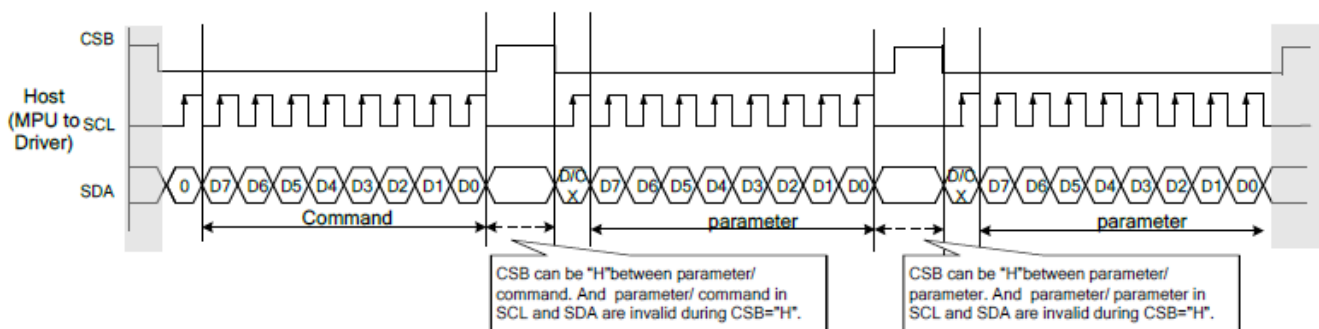 CSB
Host
(MPU to
Driver)
SCL
SDA
0 D7 D6 D5 D4 D3 D2 D1 D0 D/C X D7 D6 D5 D4 D3 D2 D1 D0 D/C X D7 D6 D5 D4 D3 D2 D1 D0
Command parameter parameter
CSB can be "H"between parameter/
command. And parameter/ command in
SCL and SDA are invalid during CSB="H".
CSB can be "H"between parameter/
parameter. And parameter/ parameter in
SCL and SDA are invalid during CSB="H".